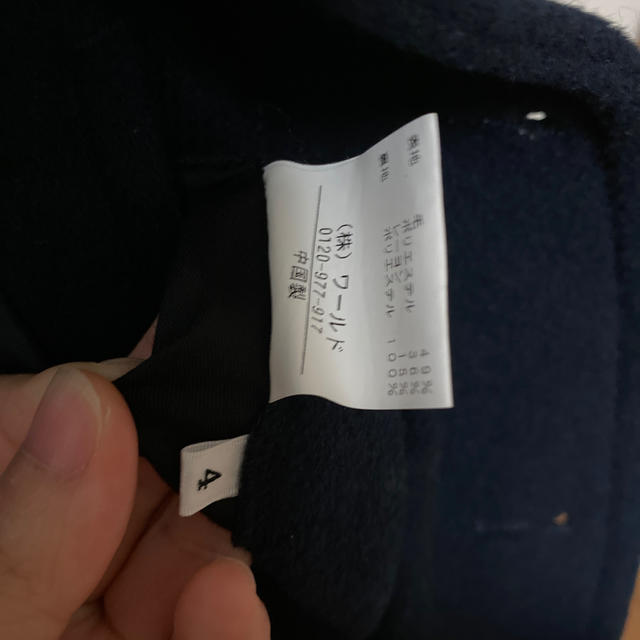 表地 毛 49%
ポリエステル 36%
レーヨン 15%
裏地 ポリエステル 100%
(株)ワールド
0120-977-917
中国製
4